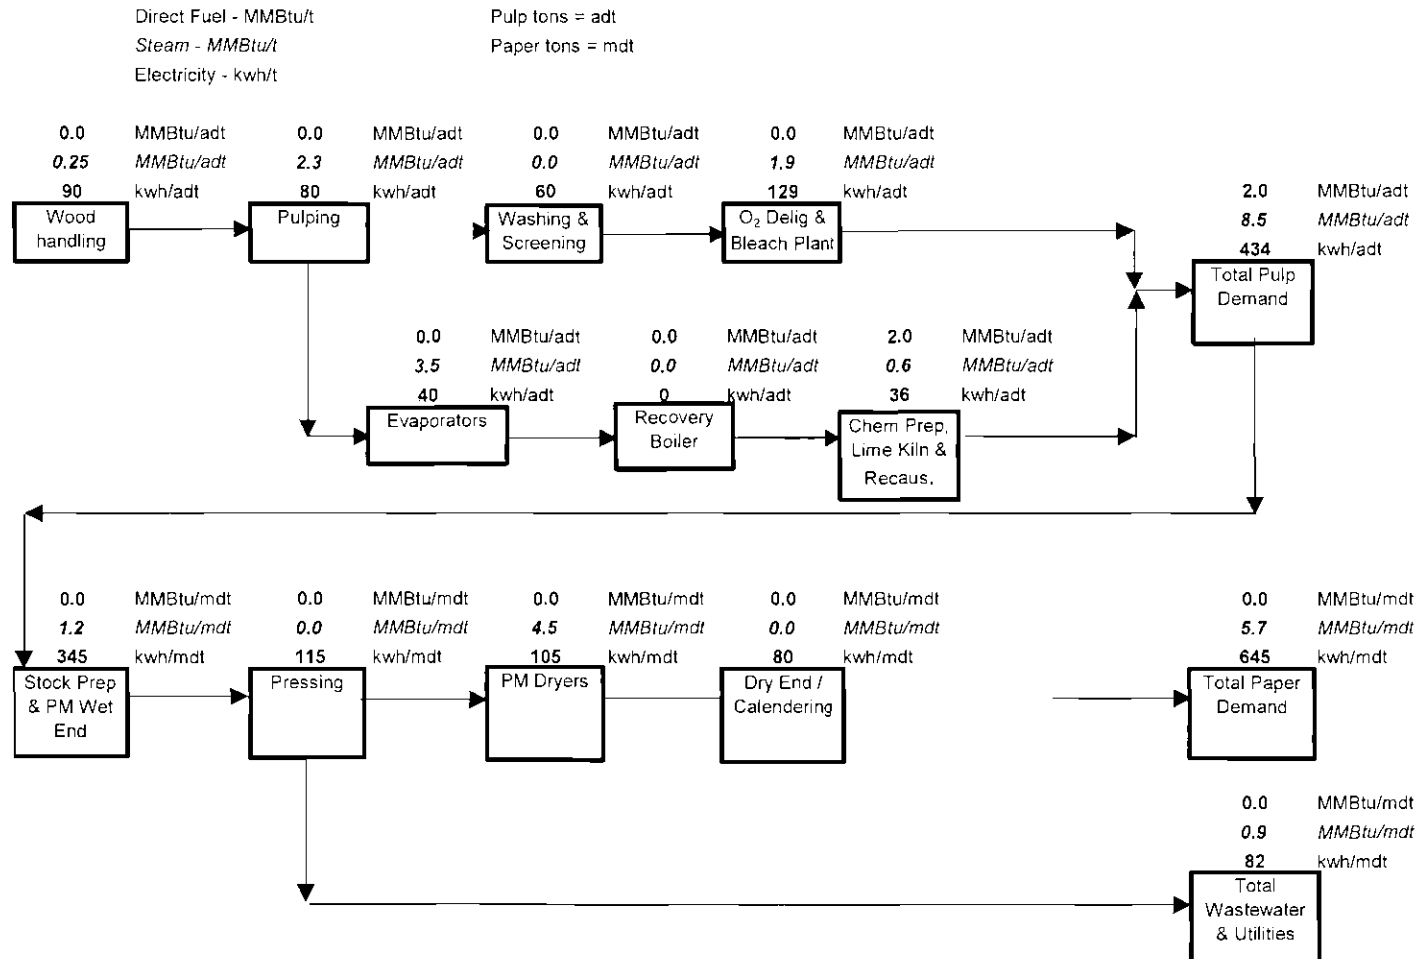 Direct Fuel - MMBtu/t Pulp tons = adt
Steam - MMBtu/t Paper tons = mdt
Electricity - kwh/t
0.0 MMBtu/adt 0.0 MMBtu/adt 0.0 MMBtu/adt 0.0 MMBtu/adt
0.25 MMBtu/adt 2.3 MMBtu/adt 0.0 MMBtu/adt 1.9 MMBtu/adt
90 kwh/adt 80 kwh/adt 60 kwh/adt 129 kwh/adt
2.0 MMBtu/adt
8.5 MMBtu/adt
434 kwh/adt
Wood
handling
Pulping
Washing &
Screening
O₂ Delig &
Bleach Plant
Total Pulp
Demand
0.0 MMBtu/adt 0.0 MMBtu/adt 2.0 MMBtu/adt
3.5 MMBtu/adt 0.0 MMBtu/adt 0.6 MMBtu/adt
40 kwh/adt 0 kwh/adt 36 kwh/adt
Evaporators
Recovery
Boiler
Chem Prep,
Lime Kiln &
Recaus.
0.0 MMBtu/mdt 0.0 MMBtu/mdt 0.0 MMBtu/mdt 0.0 MMBtu/mdt 0.0 MMBtu/mdt
1.2 MMBtu/mdt 0.0 MMBtu/mdt 4.5 MMBtu/mdt 0.0 MMBtu/mdt 5.7 MMBtu/mdt
345 kwh/mdt 115 kwh/mdt 105 kwh/mdt 80 kwh/mdt 645 kwh/mdt
Stock Prep
& PM Wet
End
Pressing
PM Dryers
Dry End /
Calendering
Total Paper
Demand
0.0 MMBtu/mdt
0.9 MMBtu/mdt
82 kwh/mdt
Total
Wastewater
& Utilities